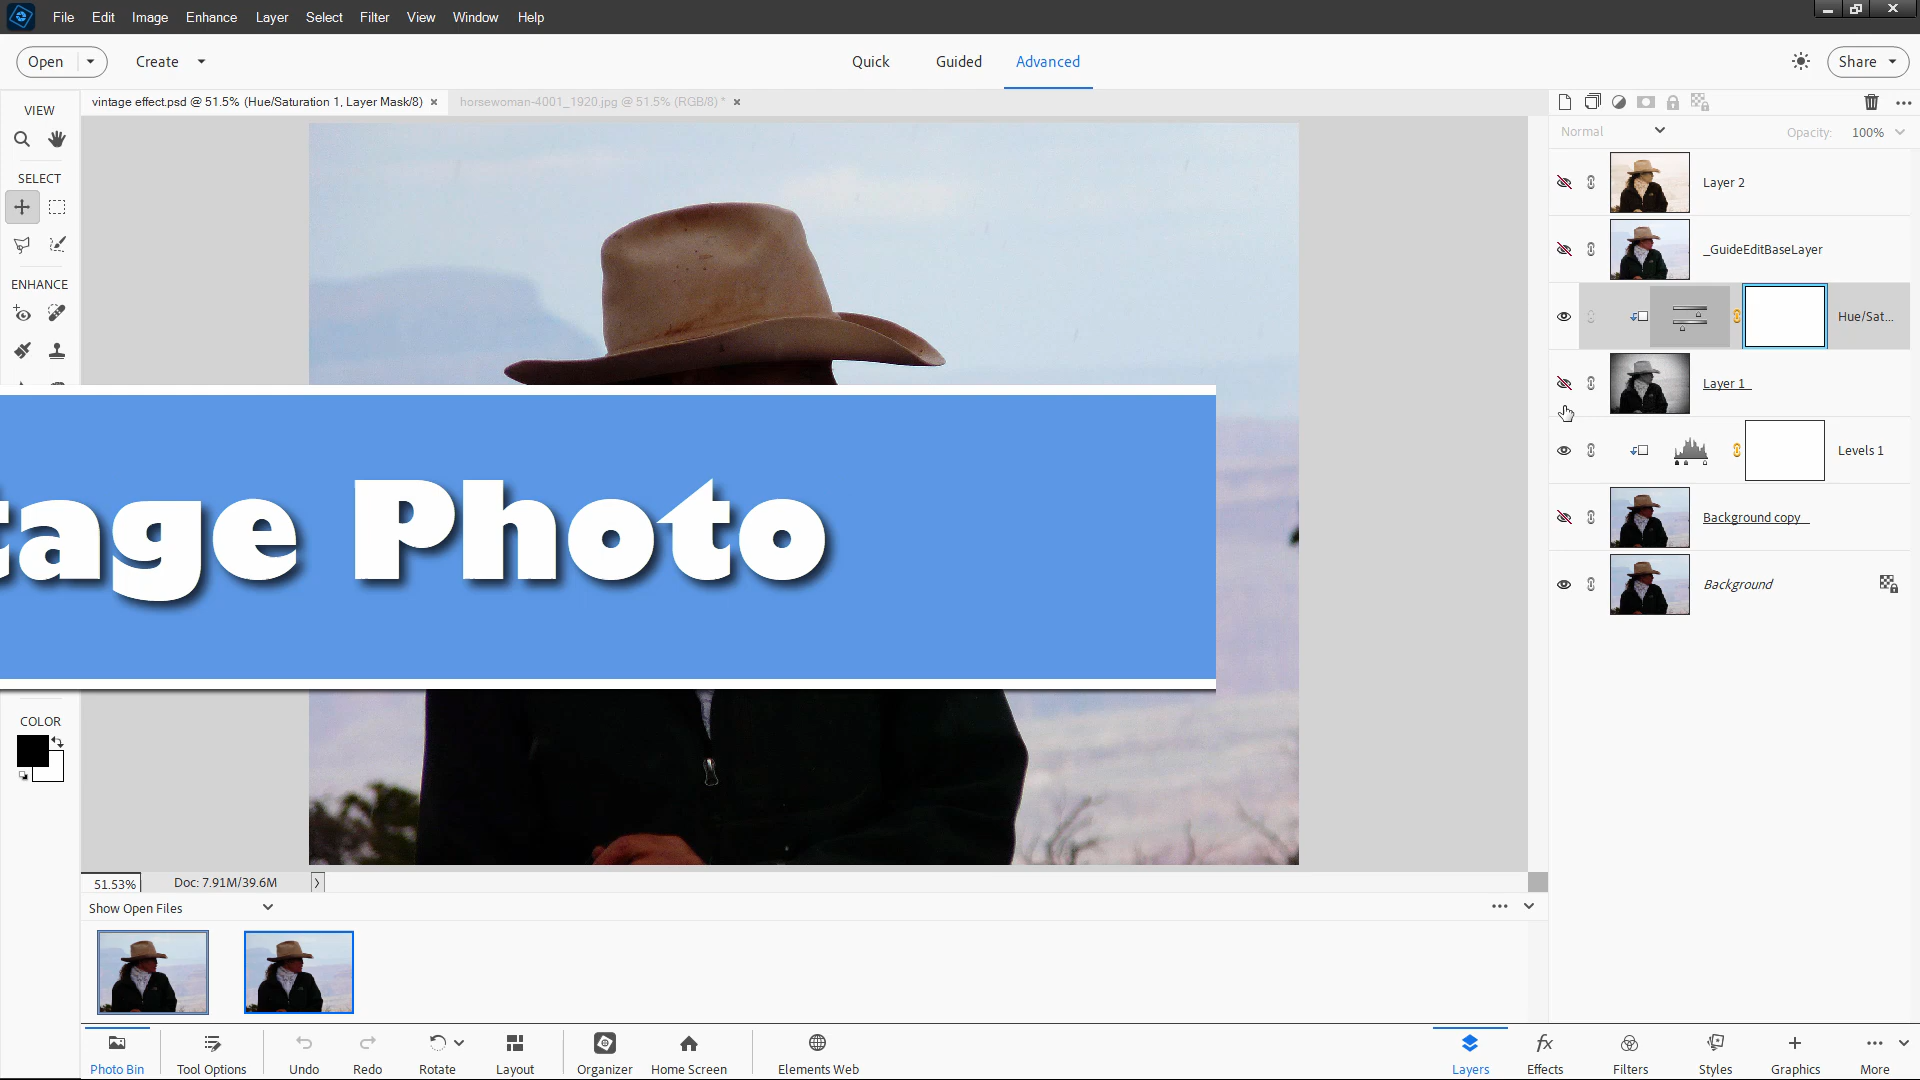 File Edit Image Enhance Layer Select Filter View Window Help
Open Create Quick Guided Advanced Share
vintage effect.psd @ 51.5% (Hue/Saturation 1, Layer Mask/8) × horsewoman-4001_1920.jpg @ 51.5% (RGB/8) * ×
VIEW
Normal Opacity: 100%
SELECT
Layer 2
_GuideEditBaseLayer
ENHANCE
Hue/Sat...
Layer 1
Levels 1
tage Photo
Background copy
Background
COLOR
51.53% Doc: 7.91M/39.6M
Show Open Files
Photo Bin Tool Options Undo Redo Rotate Layout Organizer Home Screen Elements Web Layers Effects Filters Styles Graphics More